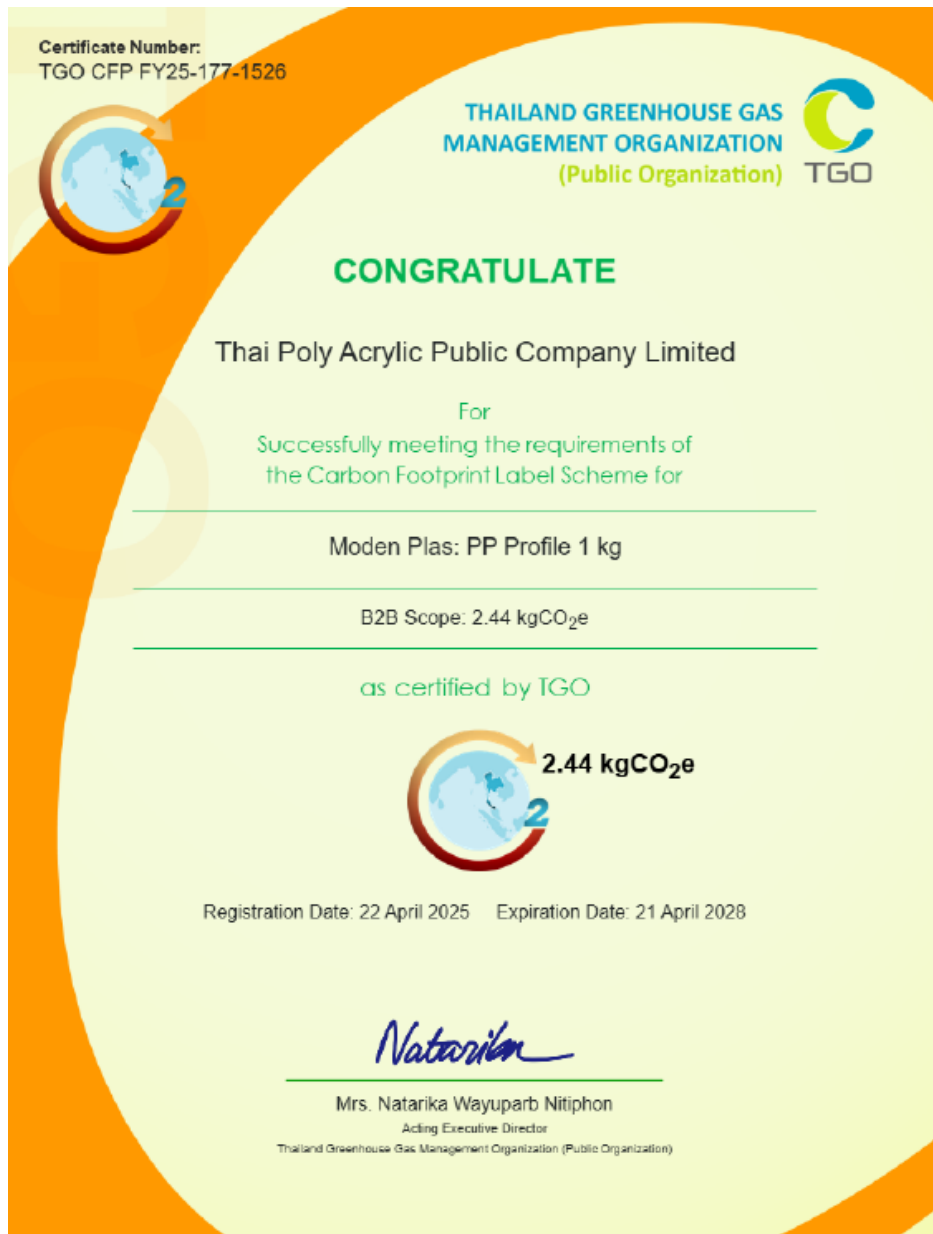 Certificate Number:
TGO CFP FY25-177-1526
THAILAND GREENHOUSE GAS
MANAGEMENT ORGANIZATION
(Public Organization)
TGO
2
CONGRATULATE
Thai Poly Acrylic Public Company Limited
For
Successfully meeting the requirements of
the Carbon Footprint Label Scheme for
Moden Plas: PP Profile 1 kg
B2B Scope: 2.44 kgCO₂e
as certified by TGO
2.44 kgCO₂e
2
Registration Date: 22 April 2025 Expiration Date: 21 April 2028
Natarika
Mrs. Natarika Wayuparb Nitiphon
Acting Executive Director
Thailand Greenhouse Gas Management Organization (Public Organization)